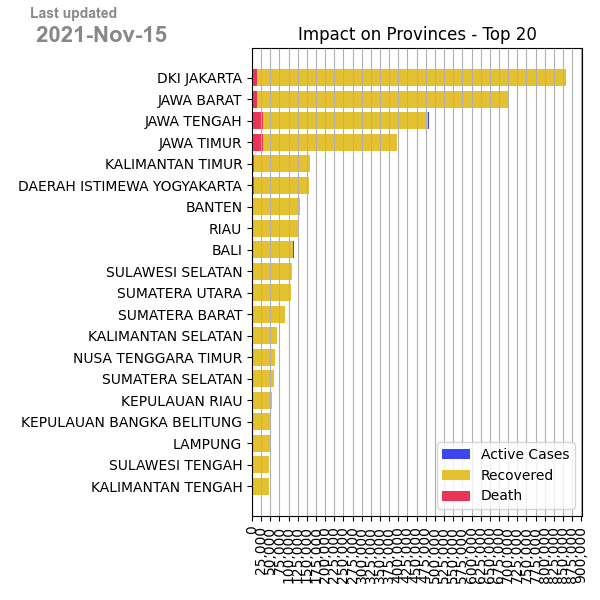 Last updated
2021-Nov-15
Impact on Provinces - Top 20
DKI JAKARTA
JAWA BARAT
JAWA TENGAH
JAWA TIMUR
KALIMANTAN TIMUR
DAERAH ISTIMEWA YOGYAKARTA
BANTEN
RIAU
BALI
SULAWESI SELATAN
SUMATERA UTARA
SUMATERA BARAT
KALIMANTAN SELATAN
NUSA TENGGARA TIMUR
SUMATERA SELATAN
KEPULAUAN RIAU
KEPULAUAN BANGKA BELITUNG
LAMPUNG
SULAWESI TENGAH
KALIMANTAN TENGAH
Active Cases
Recovered
Death
0
25,000
50,000
75,000
100,000
125,000
150,000
175,000
200,000
225,000
250,000
275,000
300,000
325,000
350,000
375,000
400,000
425,000
450,000
475,000
500,000
525,000
550,000
575,000
600,000
625,000
650,000
675,000
700,000
725,000
750,000
775,000
800,000
825,000
850,000
875,000
900,000